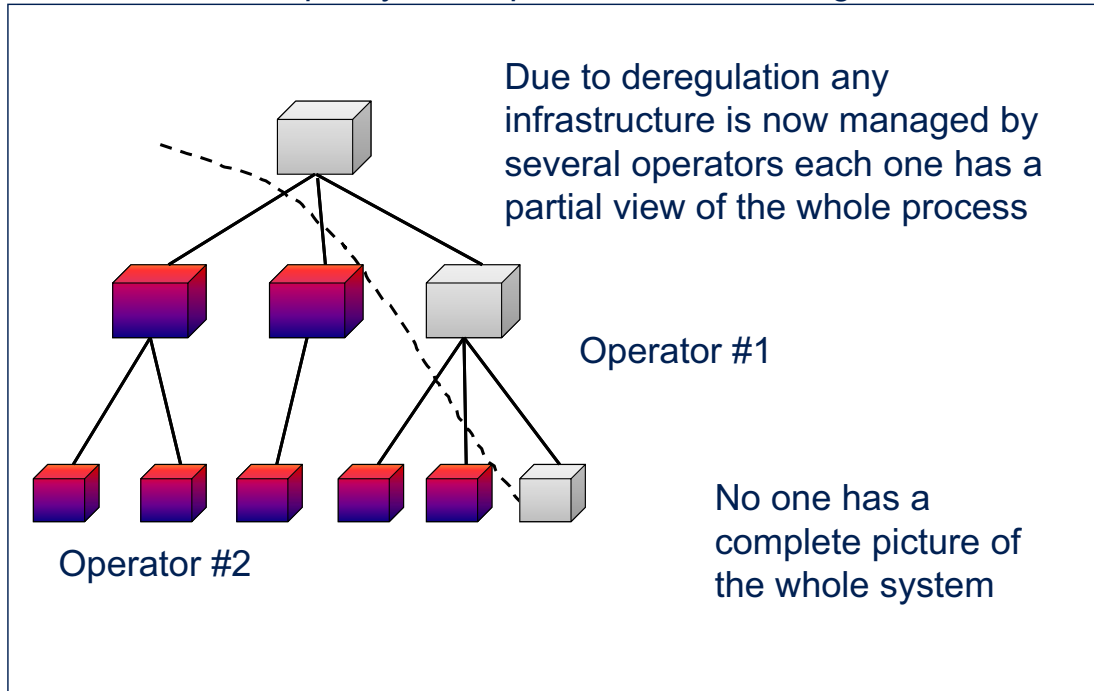 Due to deregulation any
infrastructure is now managed by
several operators each one has a
partial view of the whole process
Operator #1
No one has a
complete picture of
the whole system
Operator #2